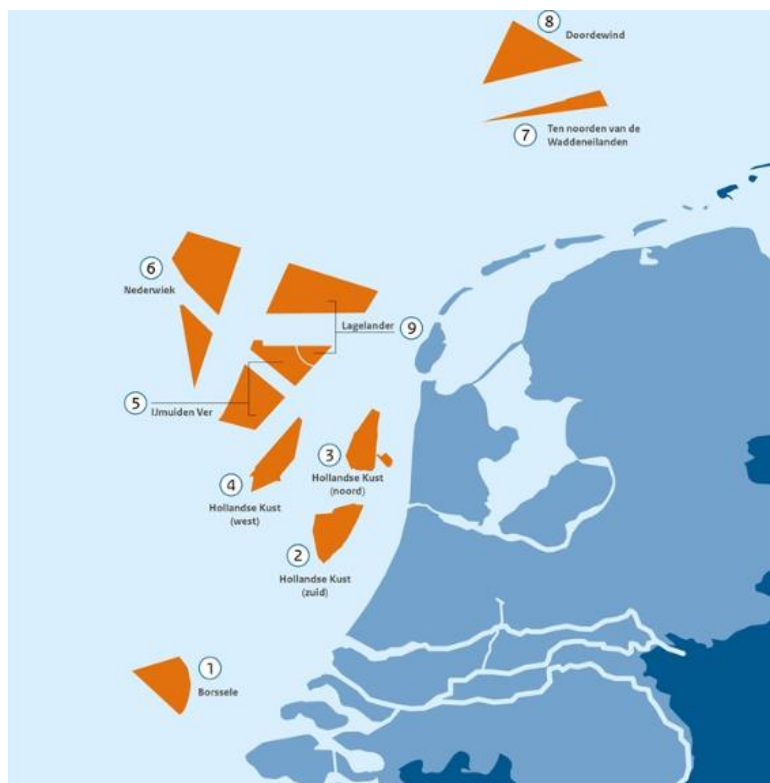 8
Doordewind
7
Ten noorden van de
Waddeneilanden
6
Nederwiek
Lagelander
9
5
IJmuiden Ver
3
Hollandse Kust
(noord)
4
Hollandse Kust
(west)
2
Hollandse Kust
(zuid)
1
Borssele